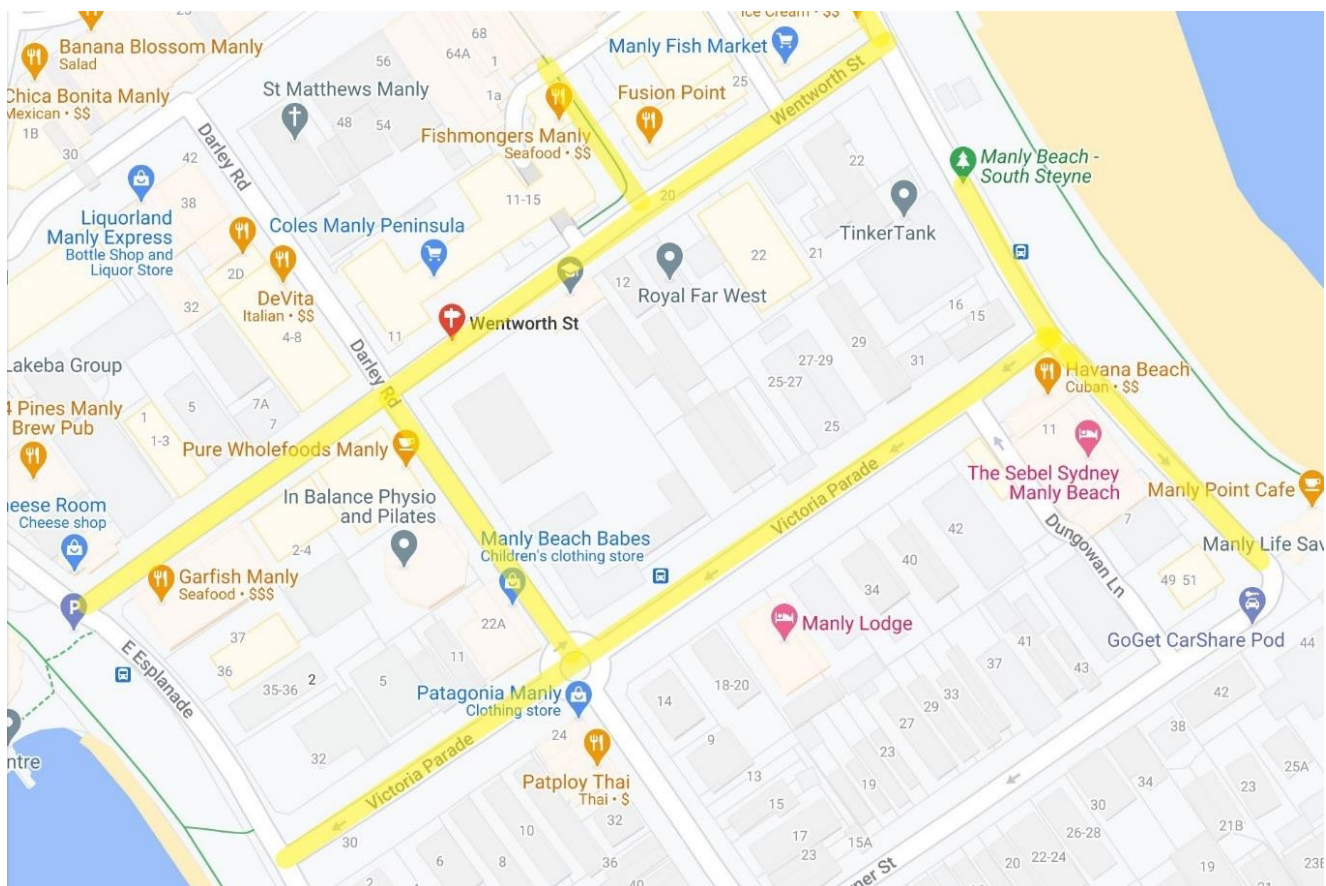 Banana Blossom Manly
Salad
Chica Bonita Manly
Mexican • $$
1B
30
Ice Cream • $$
Manly Fish Market
25
Wentworth St
68
64A
1
1a
56
St Matthews Manly
48
54
Fusion Point
Fishmongers Manly
Seafood • $$
Darley Rd
42
38
Liquorland
Manly Express
Bottle Shop and
Liquor Store
11-15
20
22
Manly Beach -
South Steyne
Coles Manly Peninsula
TinkerTank
2D
DeVita
Italian • $$
4-8
32
12
22
21
Royal Far West
11
Wentworth St
16
15
Lakeba Group
Darley Rd
27-29
29
31
25-27
25
Havana Beach
Cuban • $$
11
4 Pines Manly
Brew Pub
1
5
7A
7
1-3
Pure Wholefoods Manly
The Sebel Sydney
Manly Beach
Manly Point Cafe
Victoria Parade
In Balance Physio
and Pilates
Cheese shop
P
2-4
Manly Beach Babes
Children's clothing store
42
40
34
7
Dungowan Ln
Manly Life Sav
49
51
Garfish Manly
Seafood • $$$
GoGet CarShare Pod
44
Manly Lodge
22A
37
36
35-36
2
5
11
E Esplanade
41
37
43
42
Patagonia Manly
Clothing store
14
18-20
33
29
27
38
24
9
23
32
Victoria Parade
Patploy Thai
Thai • $
13
19
25A
23
34
15
30
21B
30
10
32
17
15A
26-28
6
8
36
23
20
22-24
19